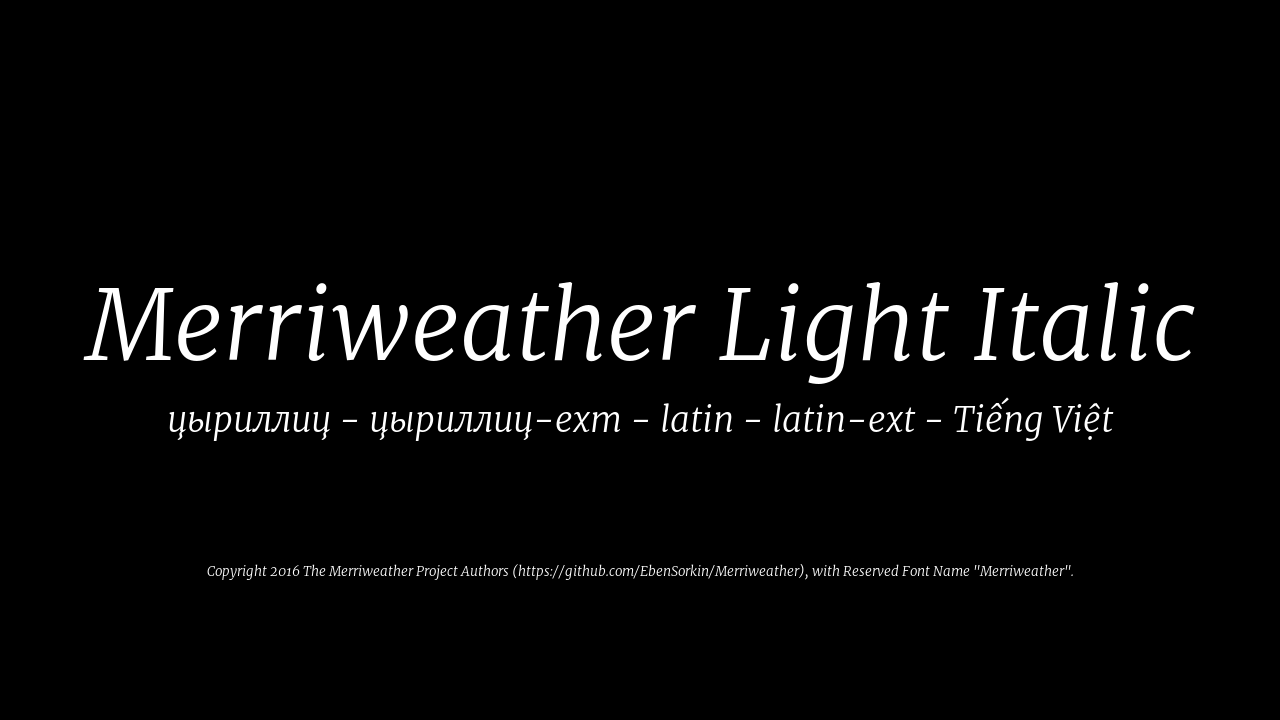 Merriweather Light Italic
цыриллиц – цыриллиц-ехт – latin – latin-ext – Tiếng Việt
Copyright 2016 The Merriweather Project Authors (https://github.com/EbenSorkin/Merriweather), with Reserved Font Name "Merriweather".